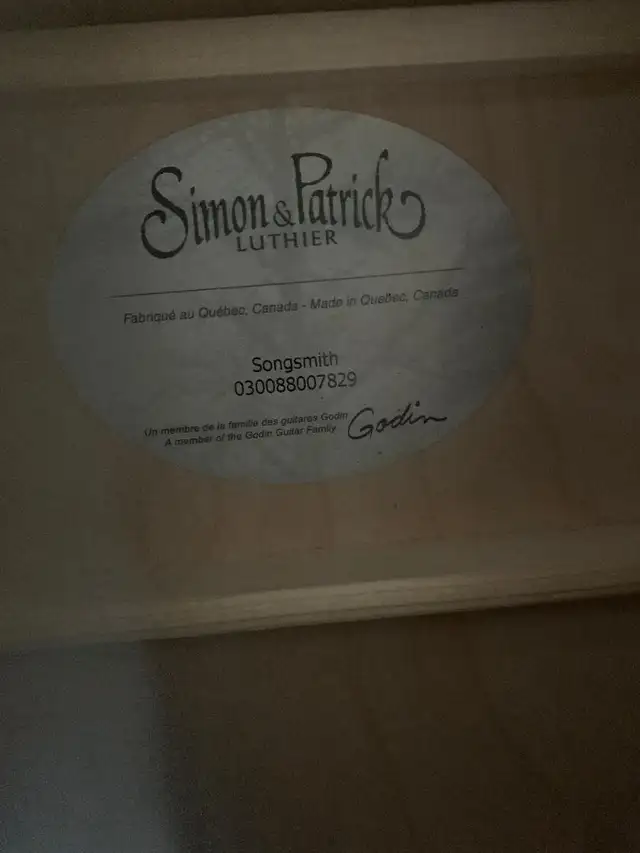 Simon & Patrick
LUTHIER
Fabriqué au Québec, Canada - Made in Quebec, Canada
Songsmith
030088007829
Un membre de la famille des guitares Godin
A member of the Godin Guitar Family
Godin